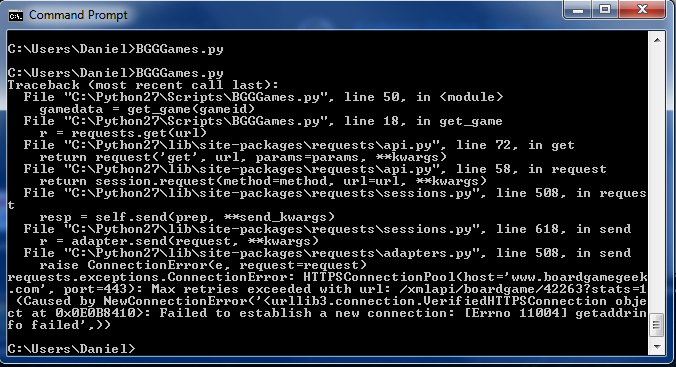 Command Prompt
C:\Users\Daniel>BGGGames.py
C:\Users\Daniel>BGGGames.py
Traceback (most recent call last):
  File "C:\Python27\Scripts\BGGGames.py", line 50, in <module>
    gamedata = get_game(gameid)
  File "C:\Python27\Scripts\BGGGames.py", line 18, in get_game
    r = requests.get(url)
  File "C:\Python27\lib\site-packages\requests\api.py", line 72, in get
    return request('get', url, params=params, **kwargs)
  File "C:\Python27\lib\site-packages\requests\api.py", line 58, in request
    return session.request(method=method, url=url, **kwargs)
  File "C:\Python27\lib\site-packages\requests\sessions.py", line 508, in reques
t
    resp = self.send(prep, **send_kwargs)
  File "C:\Python27\lib\site-packages\requests\sessions.py", line 618, in send
    r = adapter.send(request, **kwargs)
  File "C:\Python27\lib\site-packages\requests\adapters.py", line 508, in send
    raise ConnectionError(e, request=request)
requests.exceptions.ConnectionError: HTTPSConnectionPool(host='www.boardgamegeek
.com', port=443): Max retries exceeded with url: /xmlapi/boardgame/42263?stats=1
 (Caused by NewConnectionError('<urllib3.connection.VerifiedHTTPSConnection obje
ct at 0x0E0B8410>: Failed to establish a new connection: [Errno 11004] getaddrin
fo failed',))
C:\Users\Daniel>